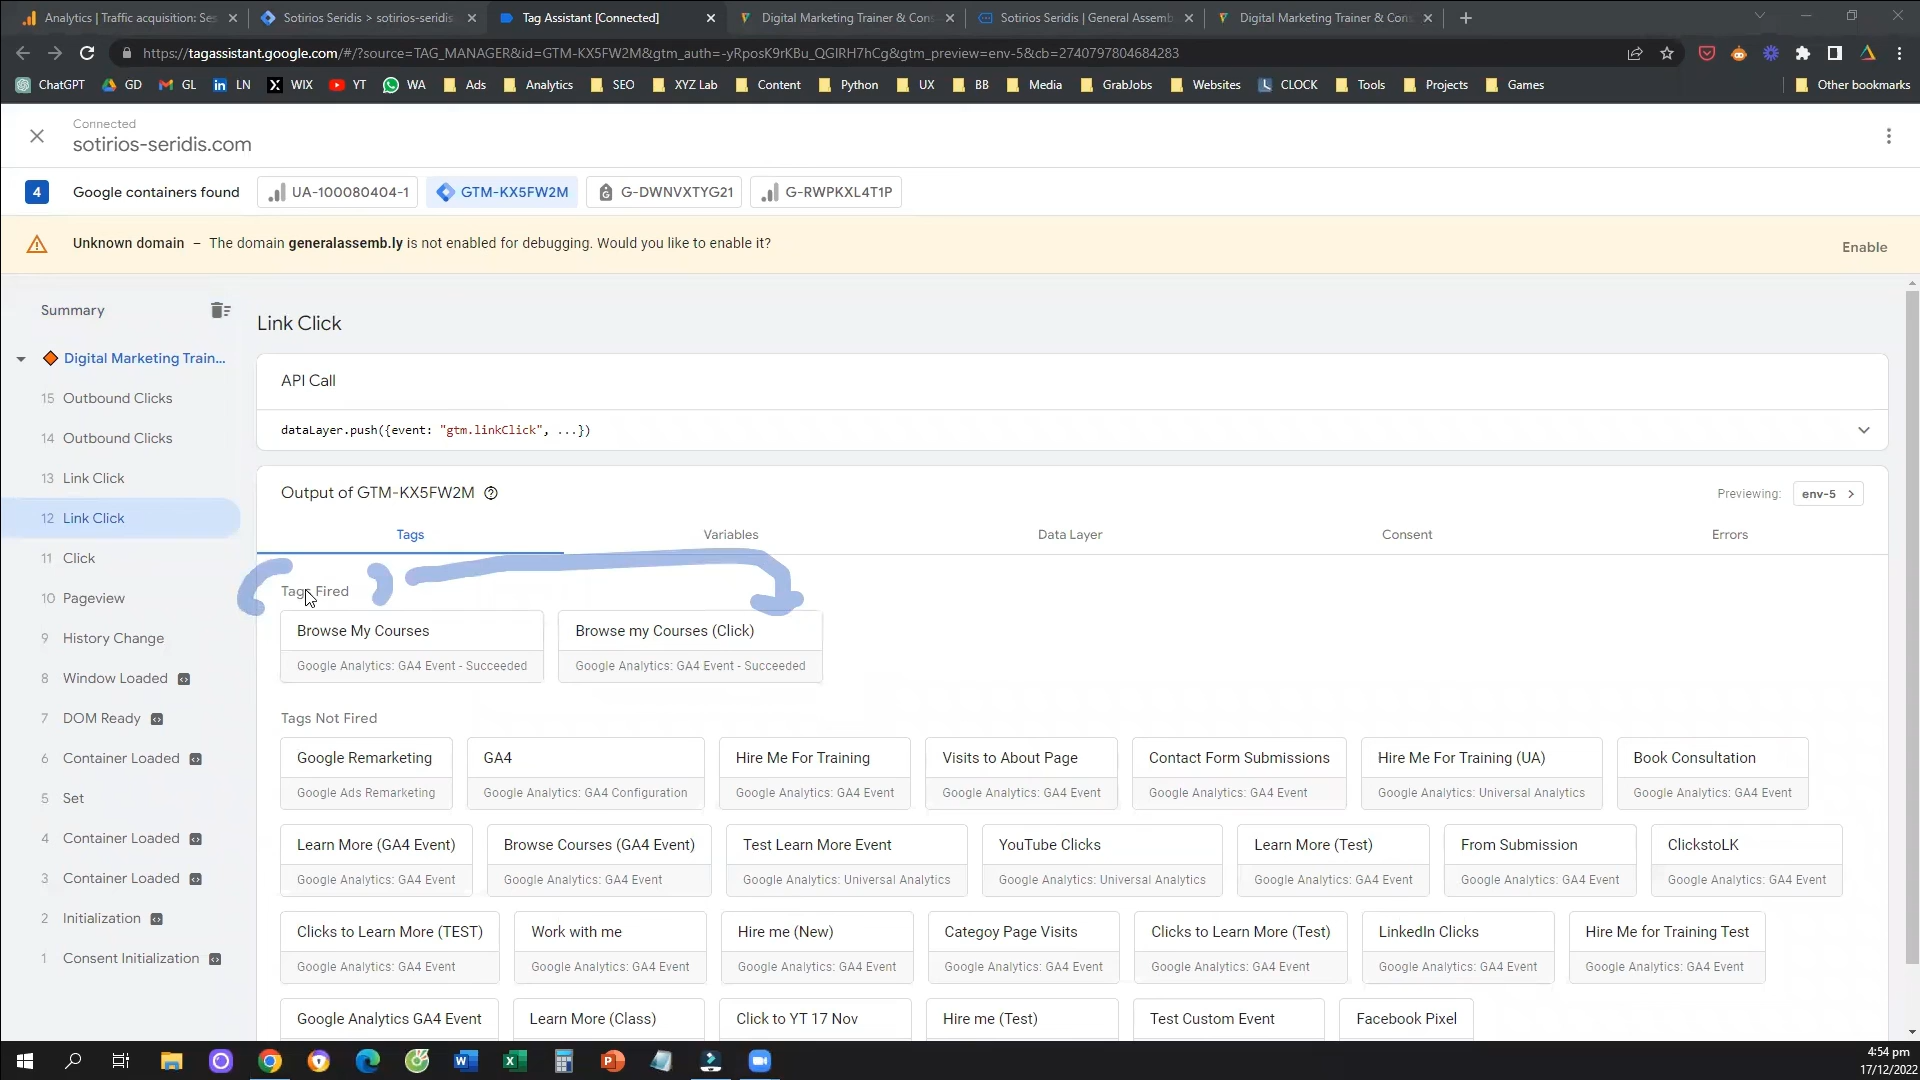 Analytics | Traffic acquisition: Ses
Sotirios Seridis > sotirios-seridis
Tag Assistant [Connected]
Digital Marketing Trainer & Con
Sotirios Seridis | General Assemb
Digital Marketing Trainer & Con
https://tagassistant.google.com/#/?source=TAG_MANAGER&id=GTM-KX5FW2M&gtm_auth=-yRposK9rKBu_QGlRH7hCg&gtm_preview=env-5&cb=2740797804684283
ChatGPT GD GL LN WIX YT WA Ads Analytics SEO XYZ Lab Content Python UX BB Media GrabJobs Websites CLOCK Tools Projects Games Other bookmarks
Connected
sotirios-seridis.com
4 Google containers found UA-100080404-1 GTM-KX5FW2M G-DWNVXTYG21 G-RWPKXL4T1P
Unknown domain – The domain generalassemb.ly is not enabled for debugging. Would you like to enable it?
Enable
Summary
Digital Marketing Train...
15 Outbound Clicks
14 Outbound Clicks
13 Link Click
12 Link Click
11 Click
10 Pageview
9 History Change
8 Window Loaded
7 DOM Ready
6 Container Loaded
5 Set
4 Container Loaded
3 Container Loaded
2 Initialization
1 Consent Initialization
Link Click
API Call
dataLayer.push({event: "gtm.linkClick", ...})
Output of GTM-KX5FW2M
Previewing: env-5
Tags Variables Data Layer Consent Errors
Tags Fired
Browse My Courses
Google Analytics: GA4 Event - Succeeded
Browse my Courses (Click)
Google Analytics: GA4 Event - Succeeded
Tags Not Fired
Google Remarketing
Google Ads Remarketing
GA4
Google Analytics: GA4 Configuration
Hire Me For Training
Google Analytics: GA4 Event
Visits to About Page
Google Analytics: GA4 Event
Contact Form Submissions
Google Analytics: GA4 Event
Hire Me For Training (UA)
Google Analytics: Universal Analytics
Book Consultation
Google Analytics: GA4 Event
Learn More (GA4 Event)
Google Analytics: GA4 Event
Browse Courses (GA4 Event)
Google Analytics: GA4 Event
Test Learn More Event
Google Analytics: Universal Analytics
YouTube Clicks
Google Analytics: Universal Analytics
Learn More (Test)
Google Analytics: GA4 Event
From Submission
Google Analytics: GA4 Event
ClickstoLK
Google Analytics: GA4 Event
Clicks to Learn More (TEST)
Google Analytics: GA4 Event
Work with me
Google Analytics: GA4 Event
Hire me (New)
Google Analytics: GA4 Event
Categoy Page Visits
Google Analytics: GA4 Event
Clicks to Learn More (Test)
Google Analytics: GA4 Event
LinkedIn Clicks
Google Analytics: GA4 Event
Hire Me for Training Test
Google Analytics: GA4 Event
Google Analytics GA4 Event
Learn More (Class)
Click to YT 17 Nov
Hire me (Test)
Test Custom Event
Facebook Pixel
4:54 pm
17/12/2022